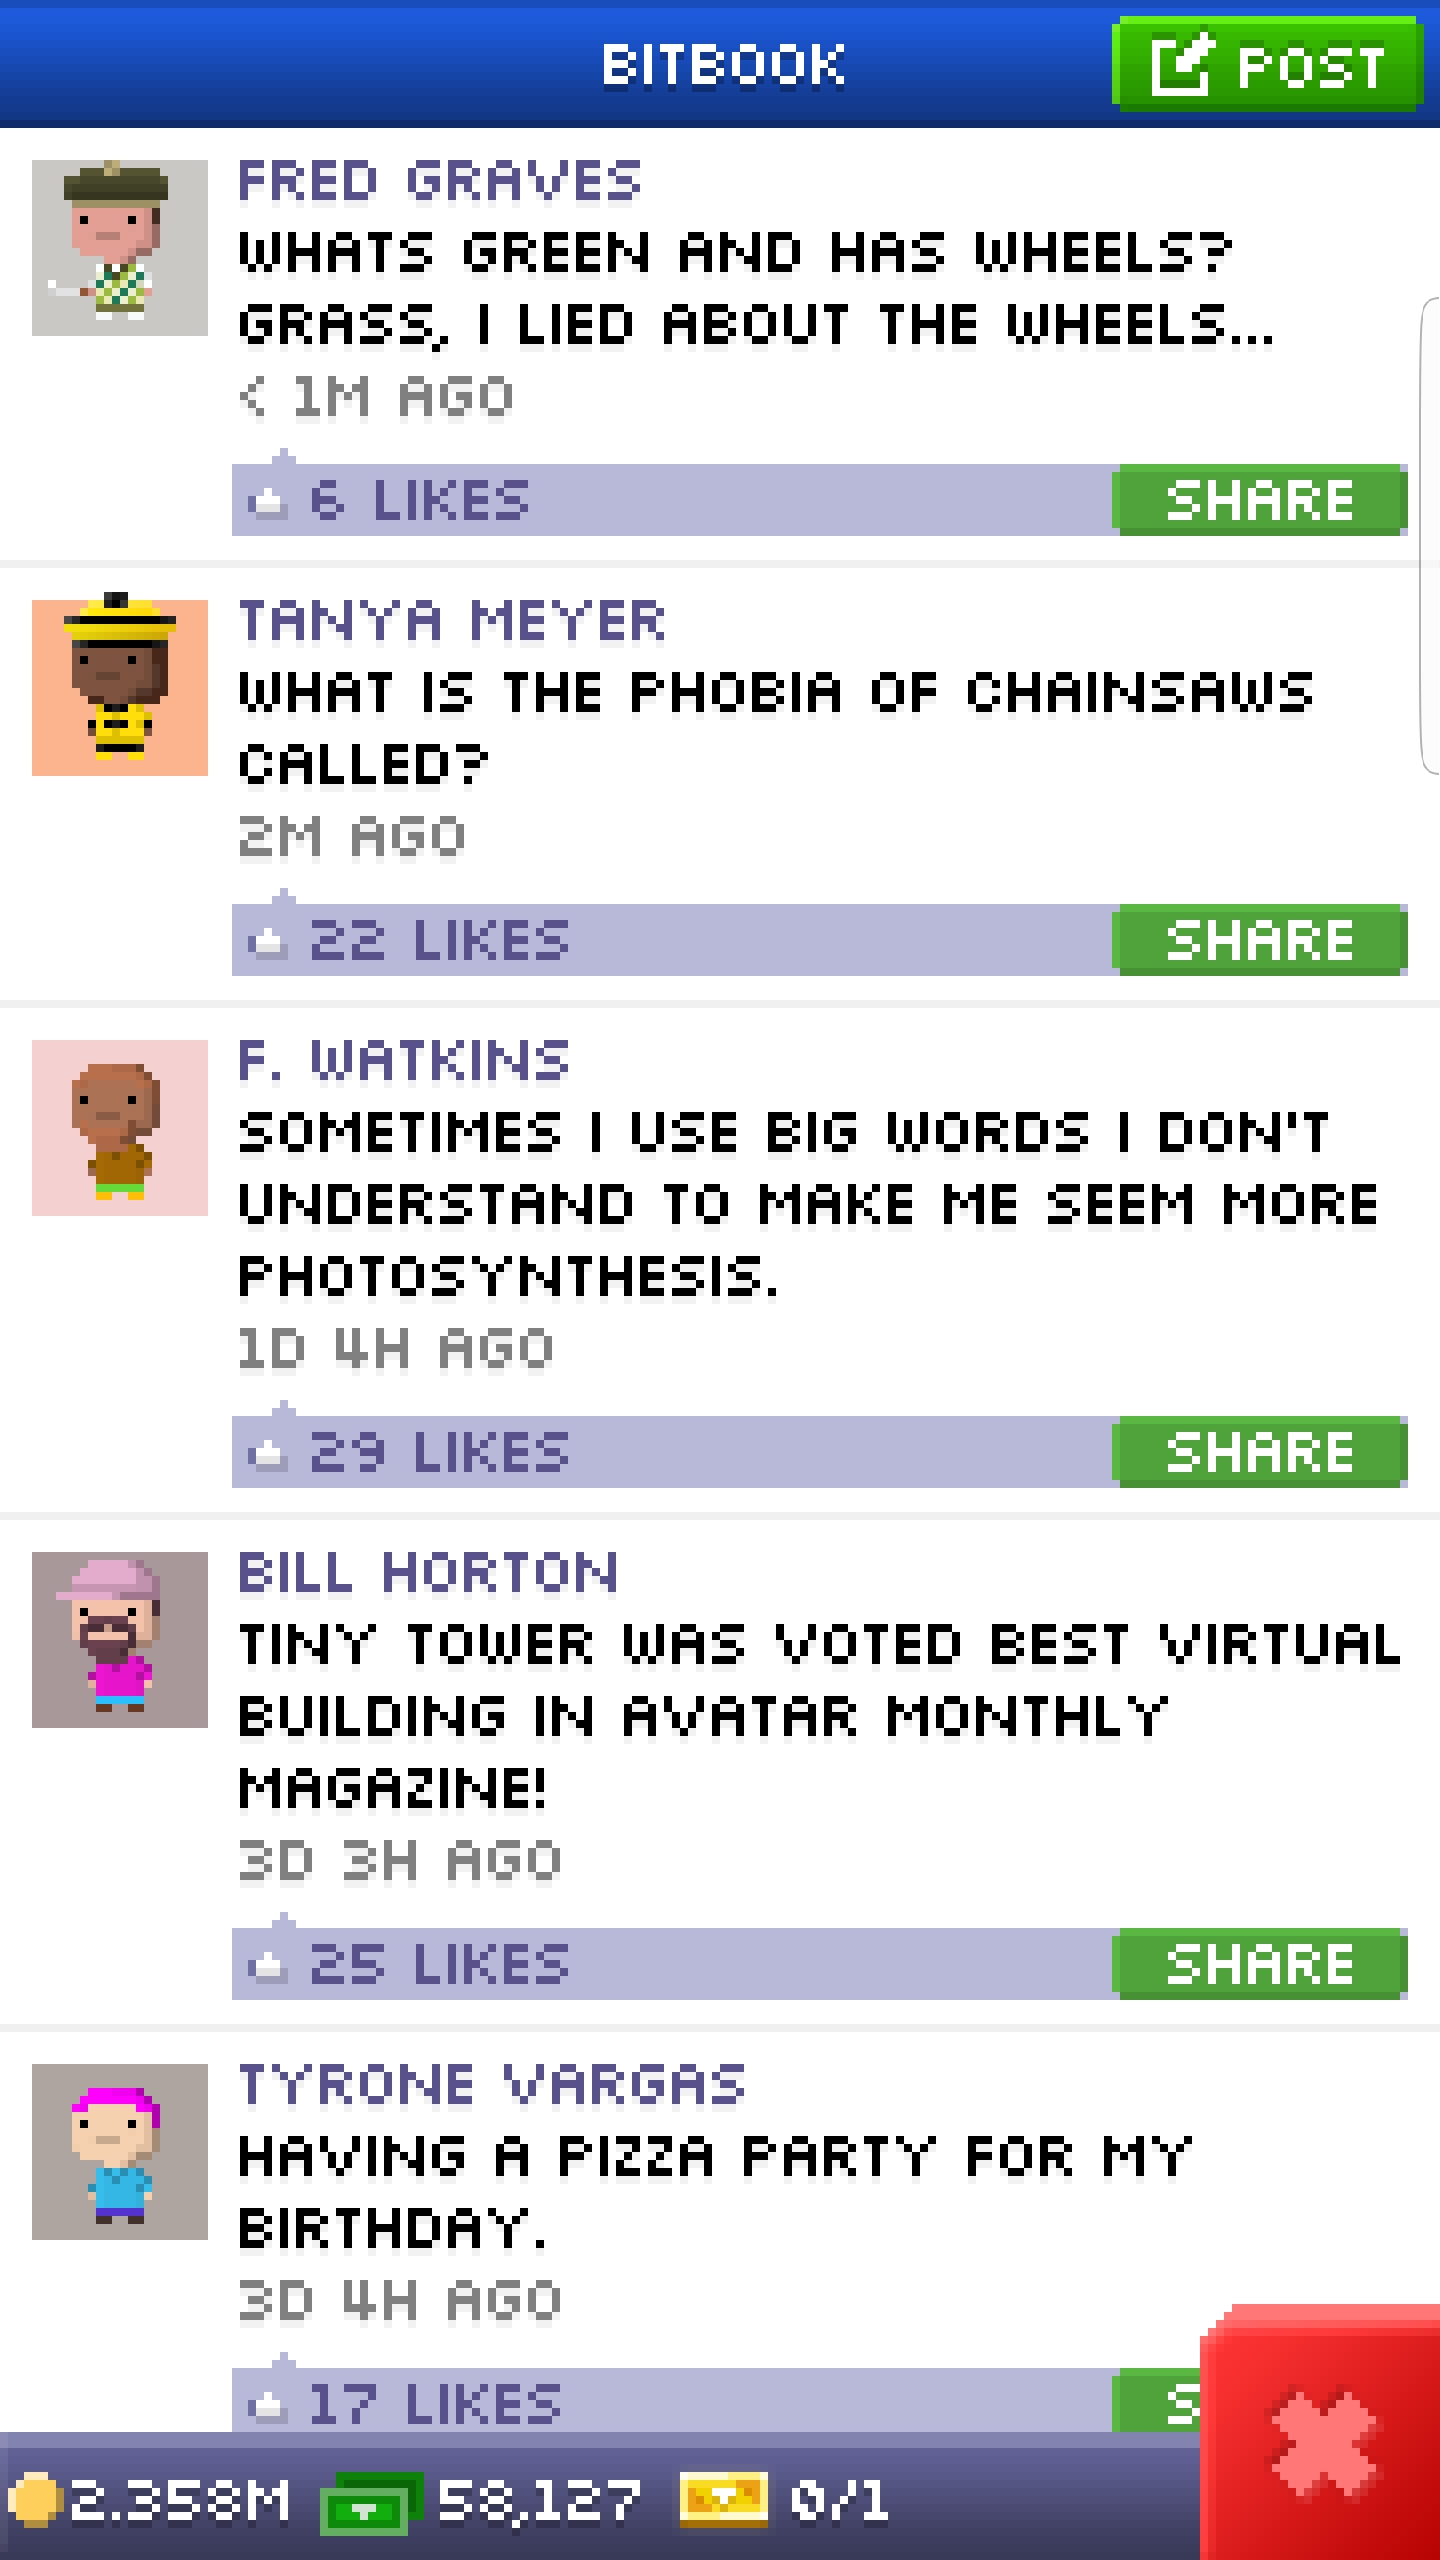 BITBOOK
POST
FRED GRAVES
WHATS GREEN AND HAS WHEELS?
GRASS, I LIED ABOUT THE WHEELS...
< 1M AGO
6 LIKES
SHARE
TANYA MEYER
WHAT IS THE PHOBIA OF CHAINSAWS
CALLED?
2M AGO
22 LIKES
SHARE
F. WATKINS
SOMETIMES I USE BIG WORDS I DON'T
UNDERSTAND TO MAKE ME SEEM MORE
PHOTOSYNTHESIS.
1D 4H AGO
29 LIKES
SHARE
BILL HORTON
TINY TOWER WAS VOTED BEST VIRTUAL
BUILDING IN AVATAR MONTHLY
MAGAZINE!
3D 3H AGO
25 LIKES
SHARE
TYRONE VARGAS
HAVING A PIZZA PARTY FOR MY
BIRTHDAY.
3D 4H AGO
17 LIKES
S
2.358M
58,127
0/1